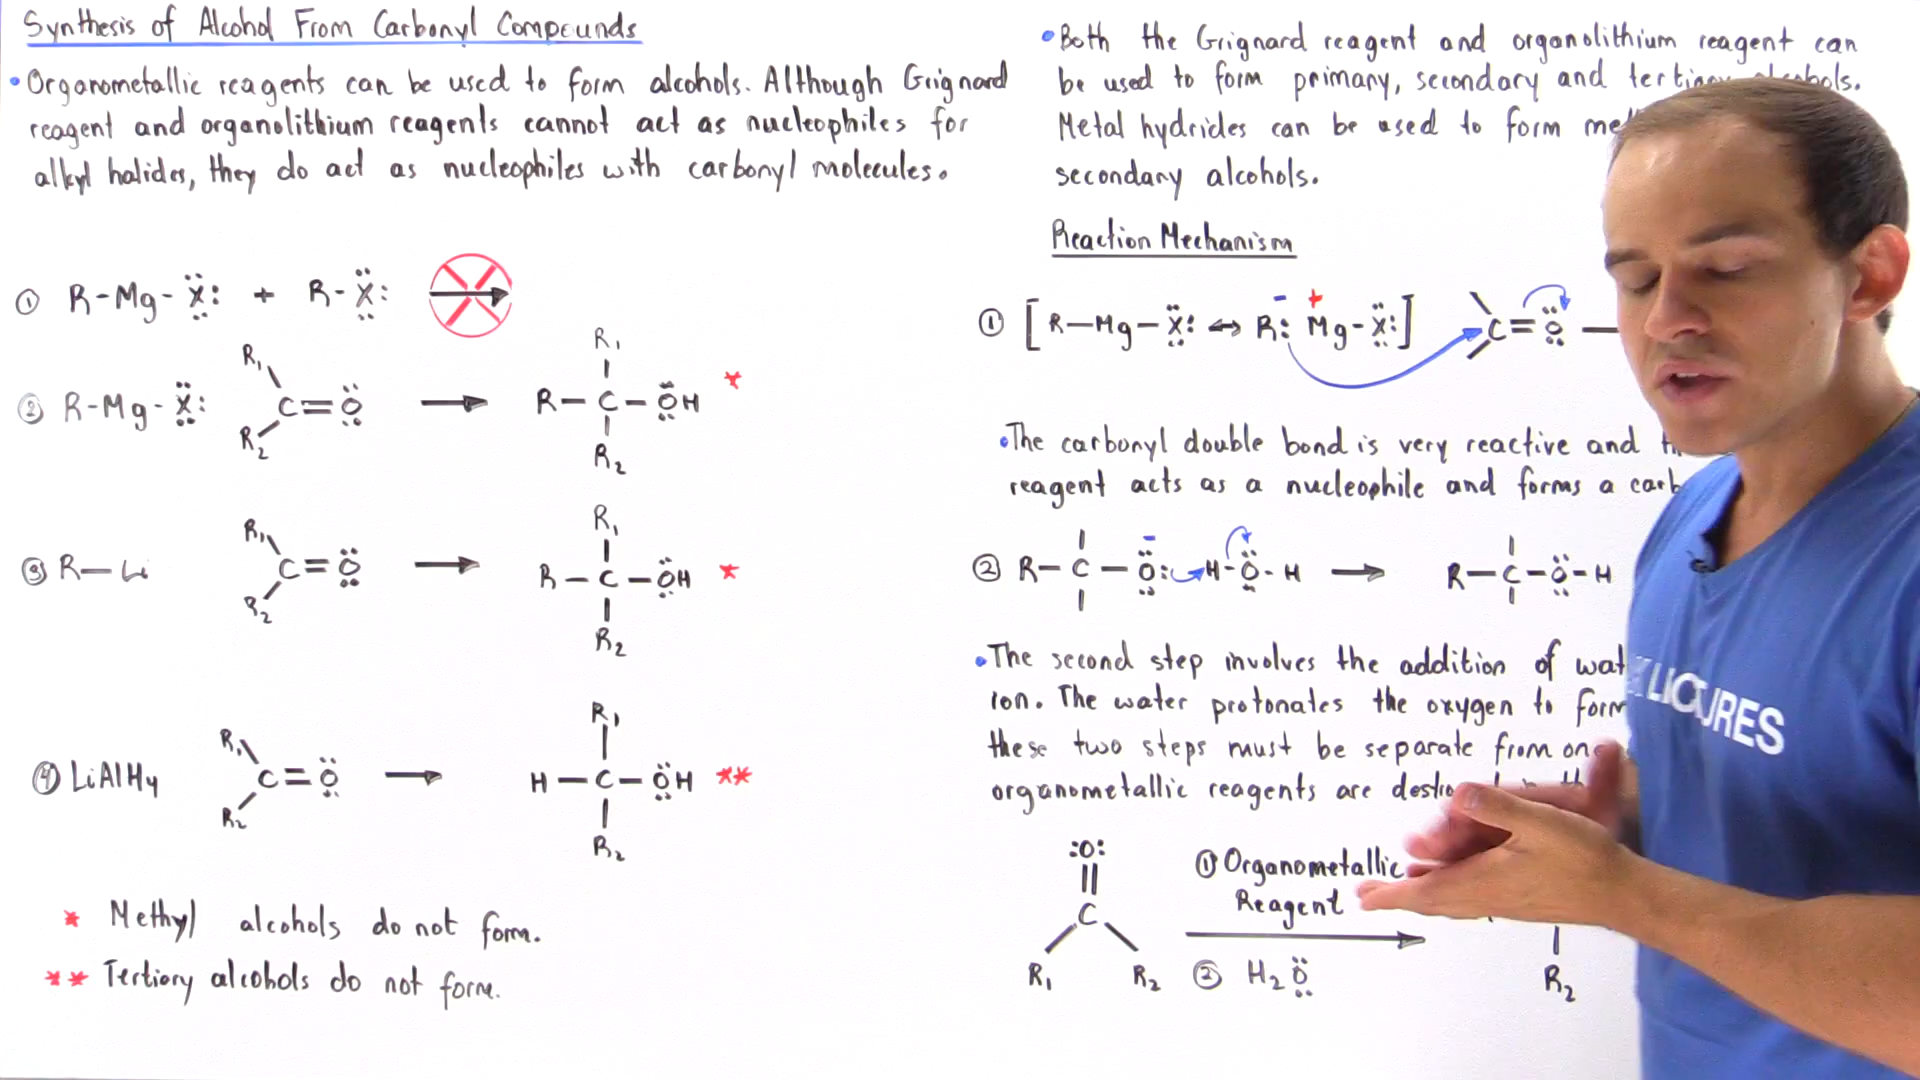 Synthesis of Alcohol From Carbonyl Compounds
• Organometallic reagents can be used to form alcohols. Although Grignard
reagent and organolithium reagents cannot act as nucleophiles for
alkyl halides, they do act as nucleophiles with carbonyl molecules.
① R-Mg-X: + R-X:
② R-Mg-X: R₁ R₂ C=O → R-C-OH R₁ R₂ *
③ R-Li R₁ R₂ C=O → R-C-OH R₁ R₂ *
④ LiAlH4 R₁ R₂ C=O → H-C-OH R₁ R₂ **
* Methyl alcohols do not form.
** Tertiary alcohols do not form.
• Both the Grignard reagent and organolithium reagent can
be used to form primary, secondary and
Metal hydrides can be used to form
secondary alcohols.
Reaction Mechanism
① [R-Mg-X: ↔ R:⁻ ⁺Mg-X:] C=O
• The carbonyl double bond is very reactive and
reagent acts as a nucleophile and forms a
② R-C-O:⁻ H-O-H → R-C-O-H
• The second step involves the addition of
ion. The water protonates the oxygen to form
these two steps must be separate from
organometallic reagents are
:O:
C
R₁ R₂
① Organometallic
Reagent
② H₂O
R₂
LECTURES